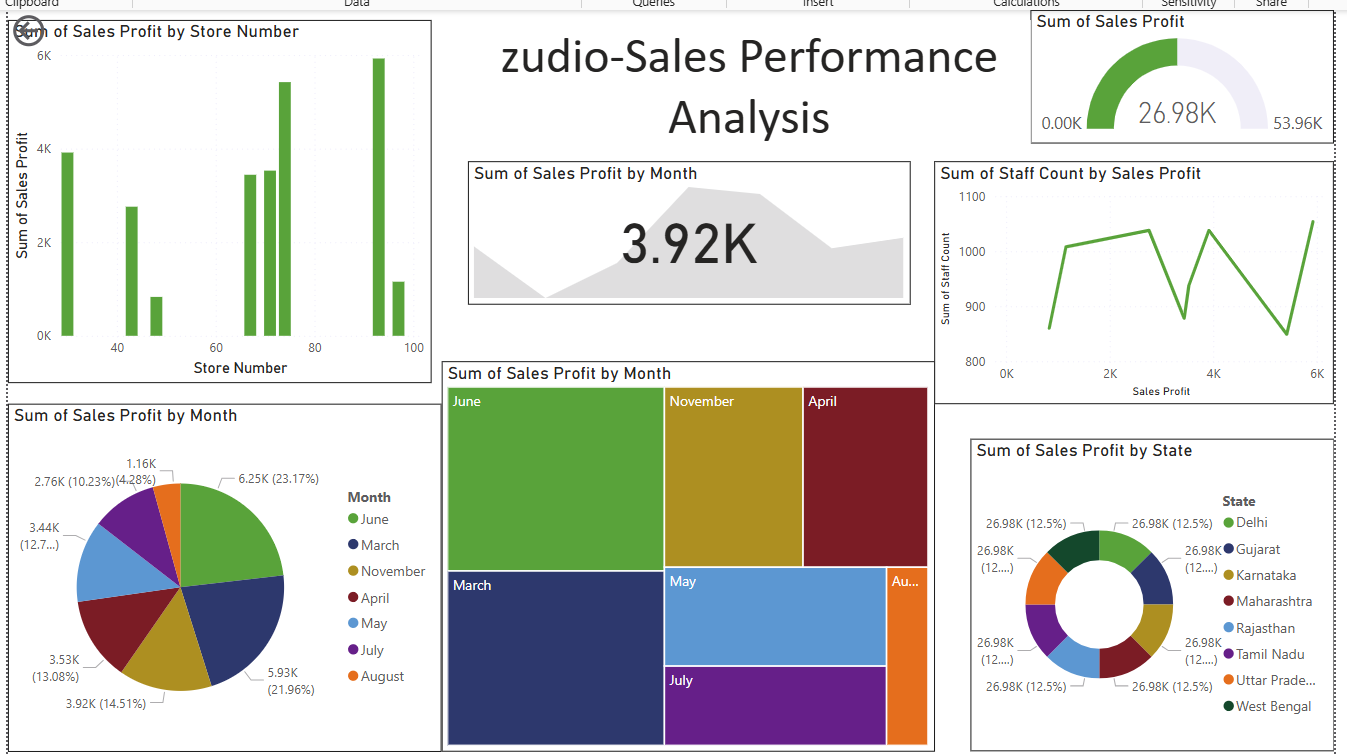 Clipboard
Data
Queries
Insert
Calculations
Sensitivity
Share
Sum of Sales Profit by Store Number
6K
4K
2K
0K
Sum of Sales Profit
40
60
80
100
Store Number
zudio-Sales Performance
Analysis
Sum of Sales Profit
0.00K
26.98K
53.96K
Sum of Sales Profit by Month
3.92K
Sum of Staff Count by Sales Profit
1100
1000
900
800
Sum of Staff Count
0K
2K
4K
6K
Sales Profit
Sum of Sales Profit by Month
1.16K
(4.28%)
2.76K (10.23%)
6.25K (23.17%)
3.44K
(12.7...)
3.53K
(13.08%)
3.92K (14.51%)
5.93K
(21.96%)
Month
June
March
November
April
May
July
August
Sum of Sales Profit by Month
June
November
April
March
May
Au...
July
Sum of Sales Profit by State
26.98K (12.5%)
26.98K (12.5%)
26.98K
(12....)
26.98K
(12....)
26.98K
(12....)
26.98K
(12....)
26.98K (12.5%)
26.98K (12.5%)
State
Delhi
Gujarat
Karnataka
Maharashtra
Rajasthan
Tamil Nadu
Uttar Prade...
West Bengal